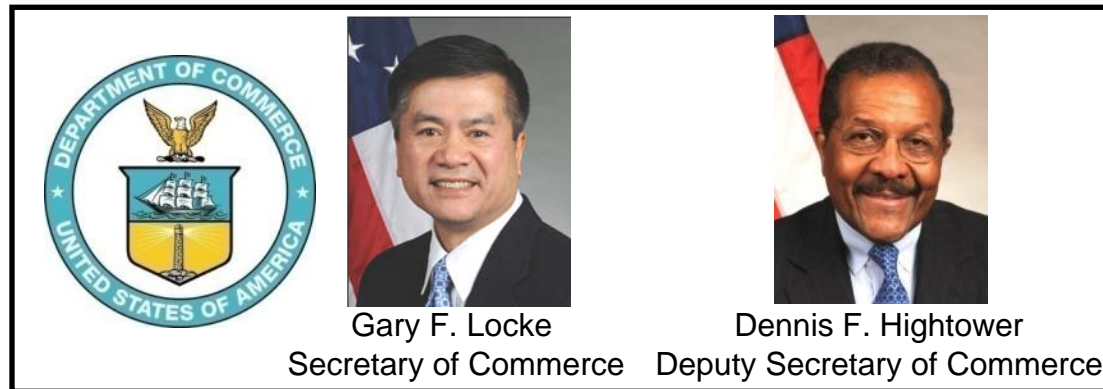 DEPARTMENT OF COMMERCE
UNITED STATES OF AMERICA
Gary F. Locke
Secretary of Commerce
Dennis F. Hightower
Deputy Secretary of Commerce